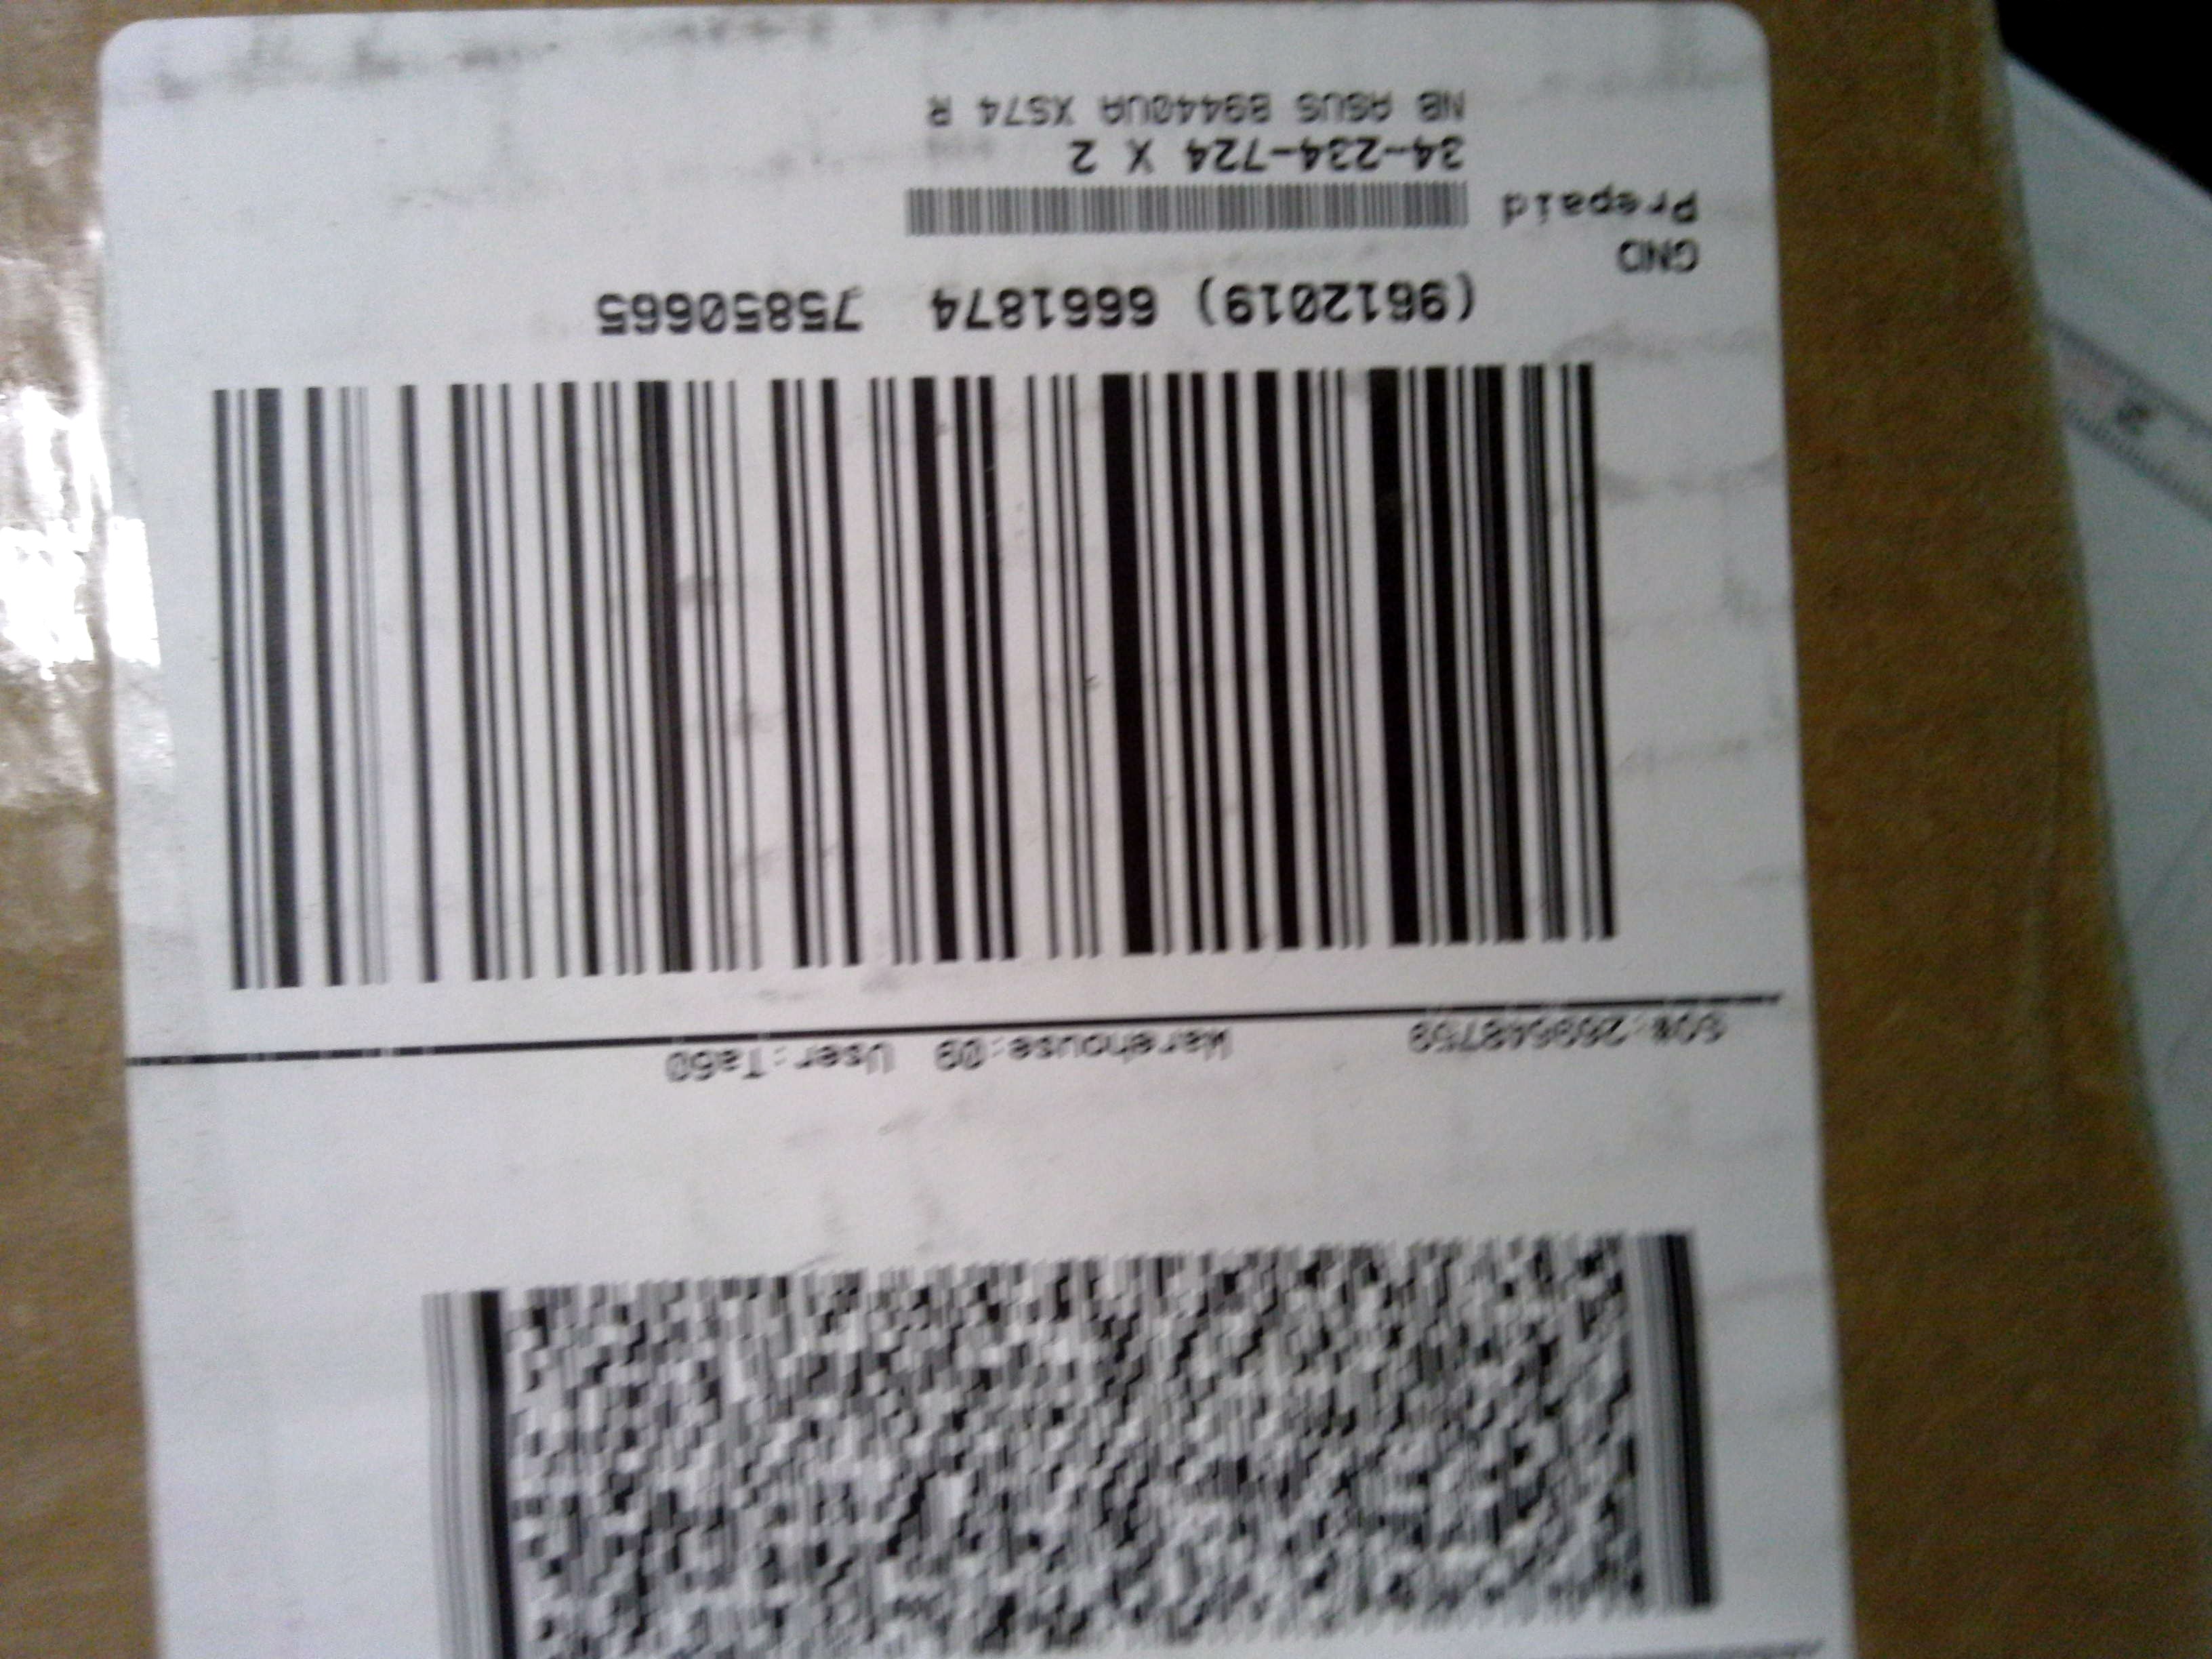 Warehouse:09 User:Ta60
(9612019) 6661874 75850665
GND
Prepaid
34-234-724 X 2
NB ASUS B9440UA XS74 R